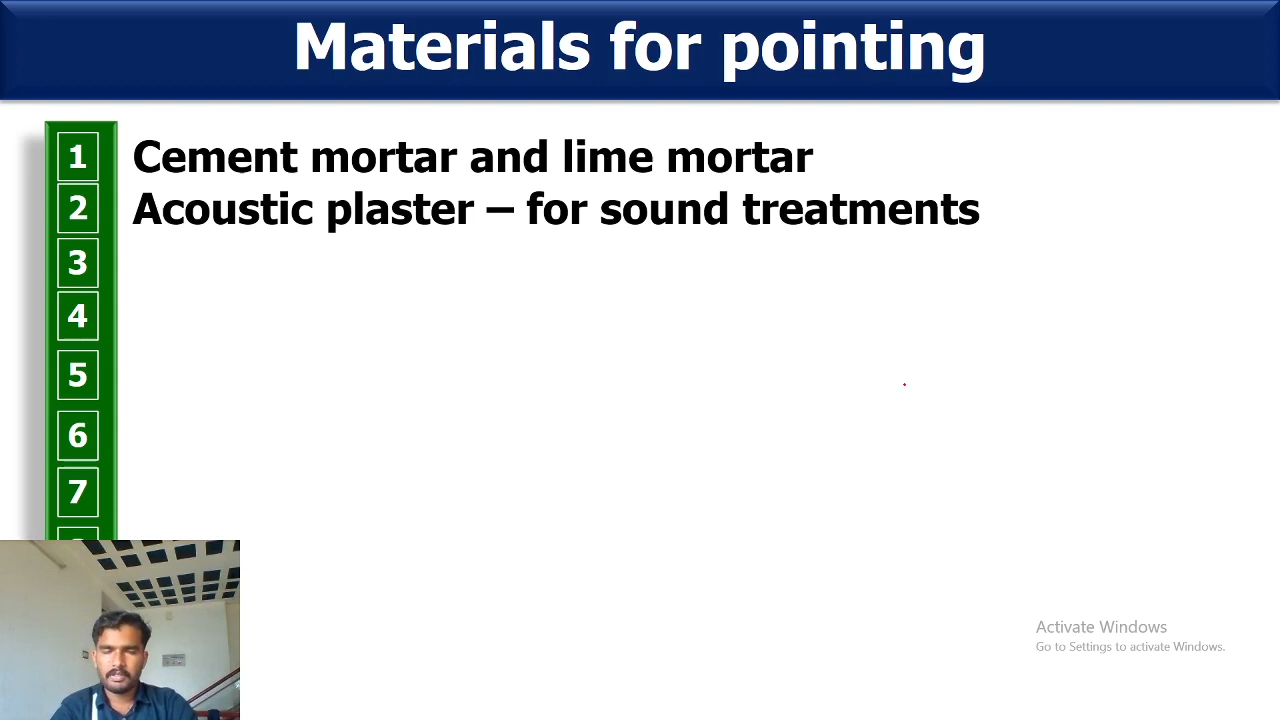 Materials for pointing
1 Cement mortar and lime mortar
2 Acoustic plaster – for sound treatments
3
4
5
6
7
Activate Windows
Go to Settings to activate Windows.